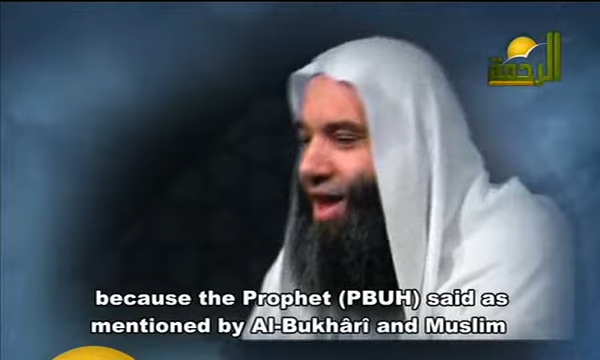 الرحمة
because the Prophet (PBUH) said as
mentioned by Al-Bukhârî and Muslim